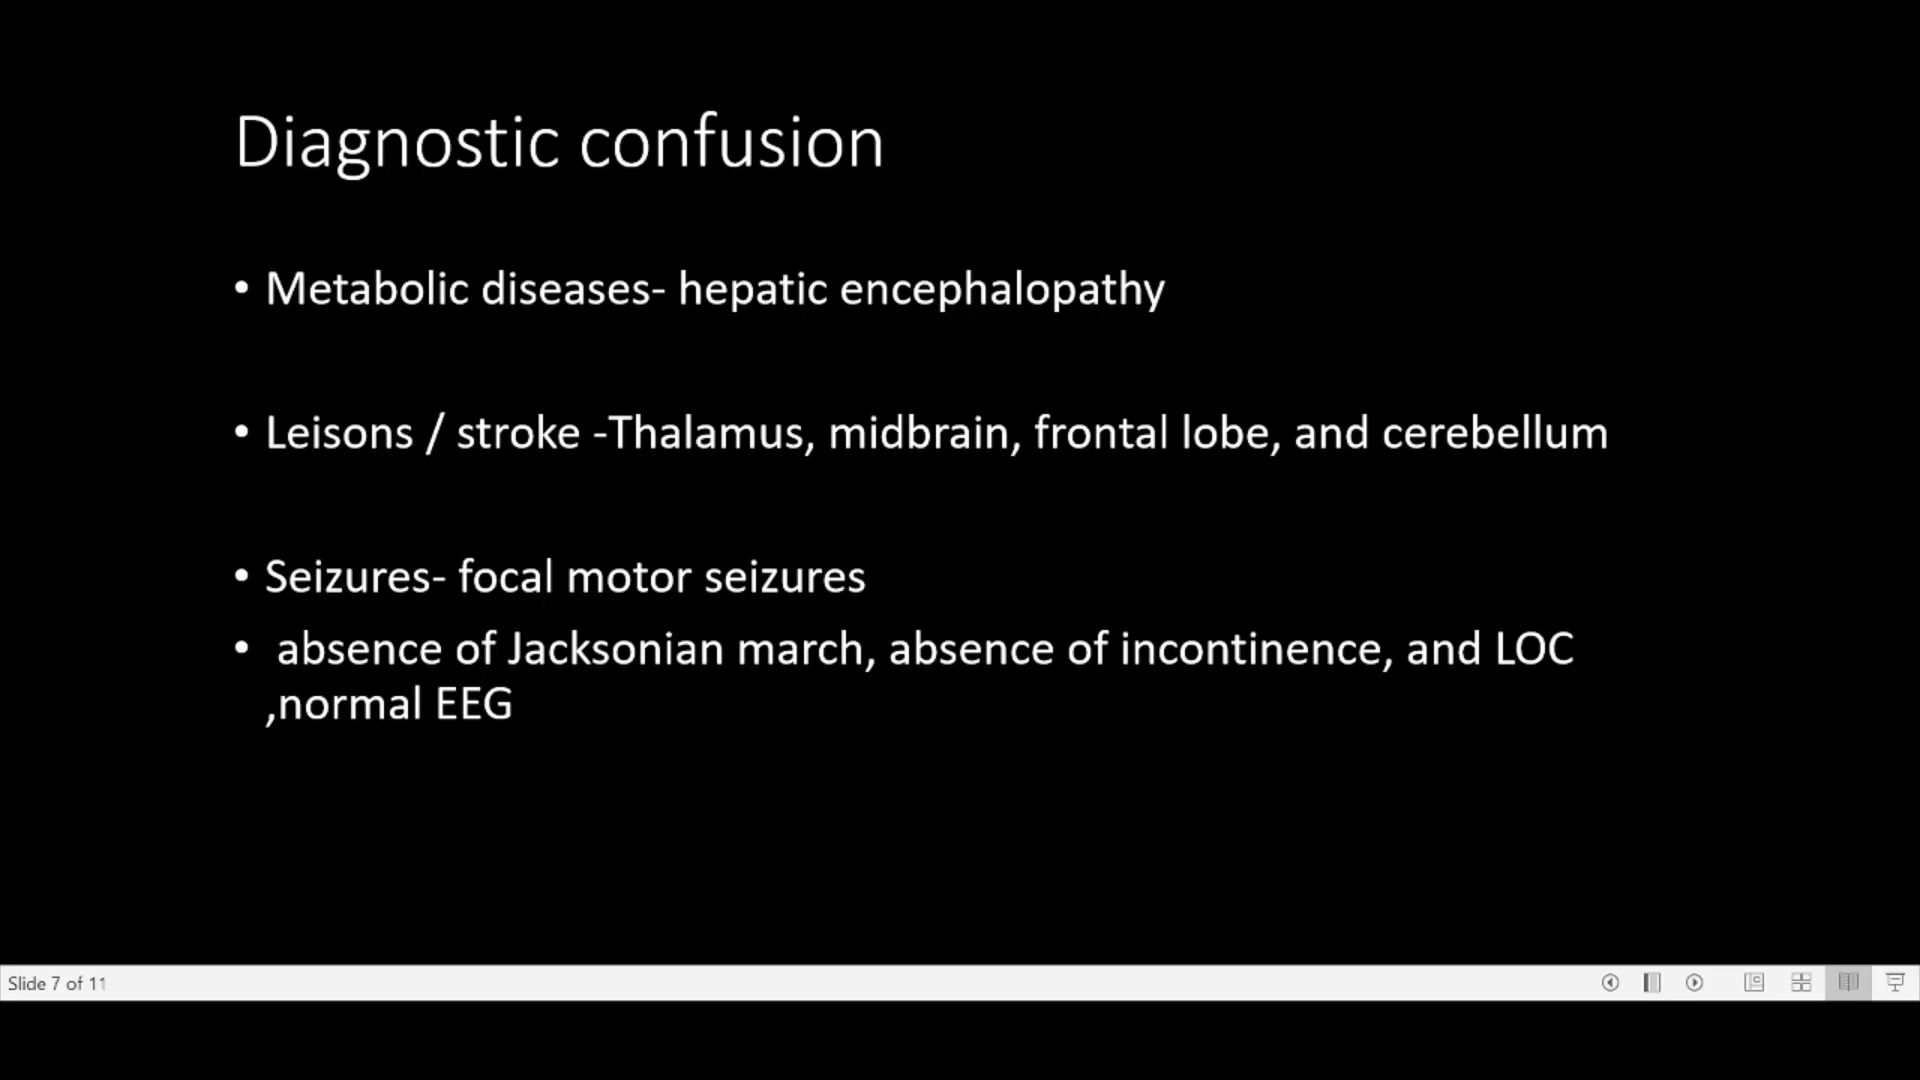 Diagnostic confusion
• Metabolic diseases- hepatic encephalopathy
• Leisons / stroke -Thalamus, midbrain, frontal lobe, and cerebellum
• Seizures- focal motor seizures
• absence of Jacksonian march, absence of incontinence, and LOC
,normal EEG
Slide 7 of 11